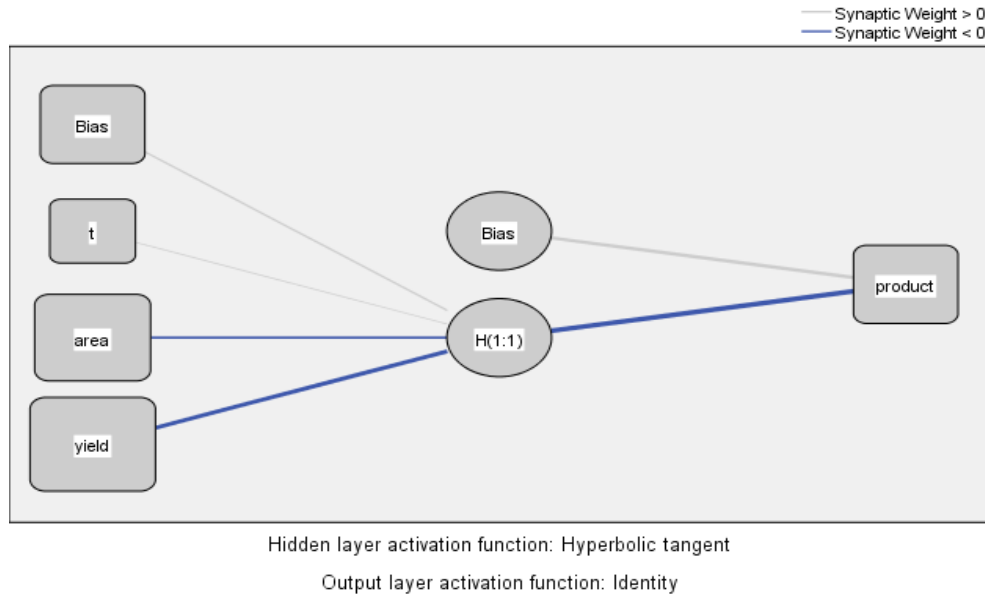 Synaptic Weight > 0
Synaptic Weight < 0
Bias
t
Bias
product
area
H(1:1)
yield
Hidden layer activation function: Hyperbolic tangent
Output layer activation function: Identity